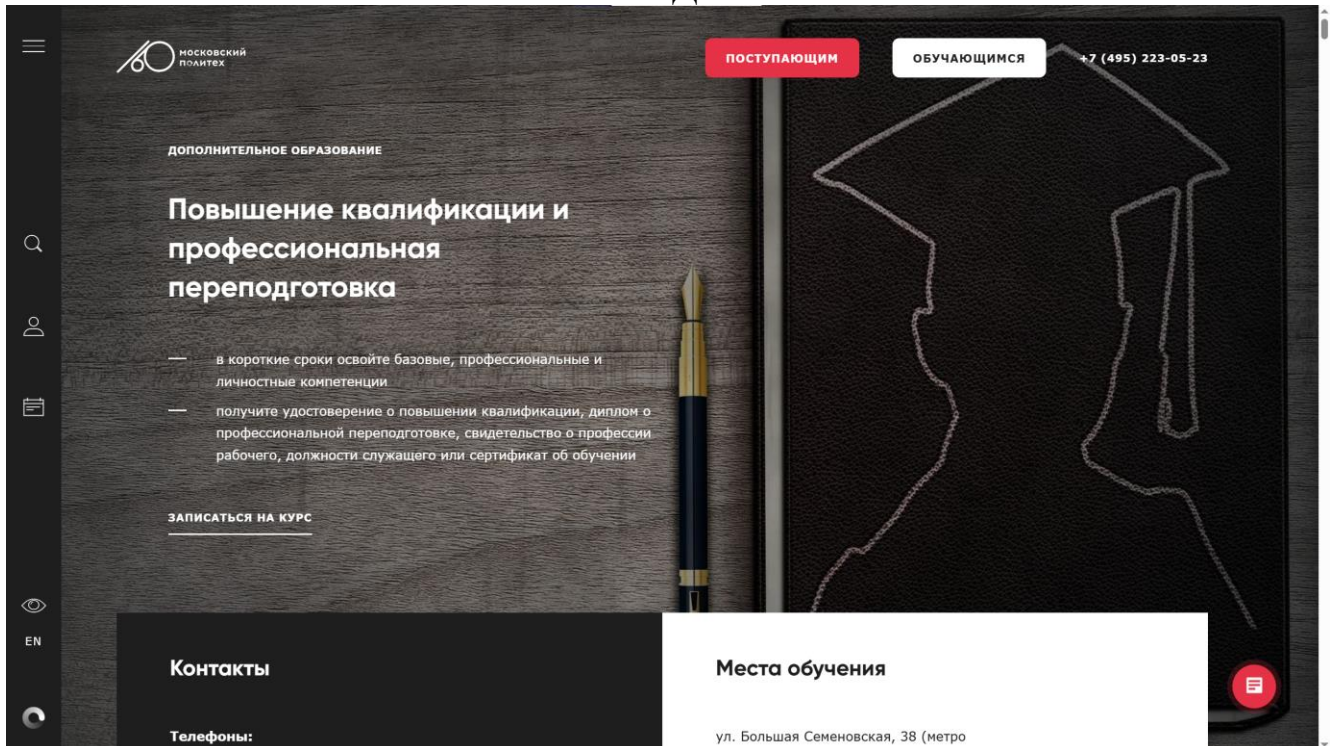 МОСКОВСКИЙ
ПОЛИТЕХ
ПОСТУПАЮЩИМ
ОБУЧАЮЩИМСЯ
+7 (495) 223-05-23
ДОПОЛНИТЕЛЬНОЕ ОБРАЗОВАНИЕ
Повышение квалификации и
профессиональная
переподготовка
— в короткие сроки освойте базовые, профессиональные и
личностные компетенции
— получите удостоверение о повышении квалификации, диплом о
профессиональной переподготовке, свидетельство о профессии
рабочего, должности служащего или сертификат об обучении
ЗАПИСАТЬСЯ НА КУРС
EN
Контакты
Телефоны:
Места обучения
ул. Большая Семеновская, 38 (метро